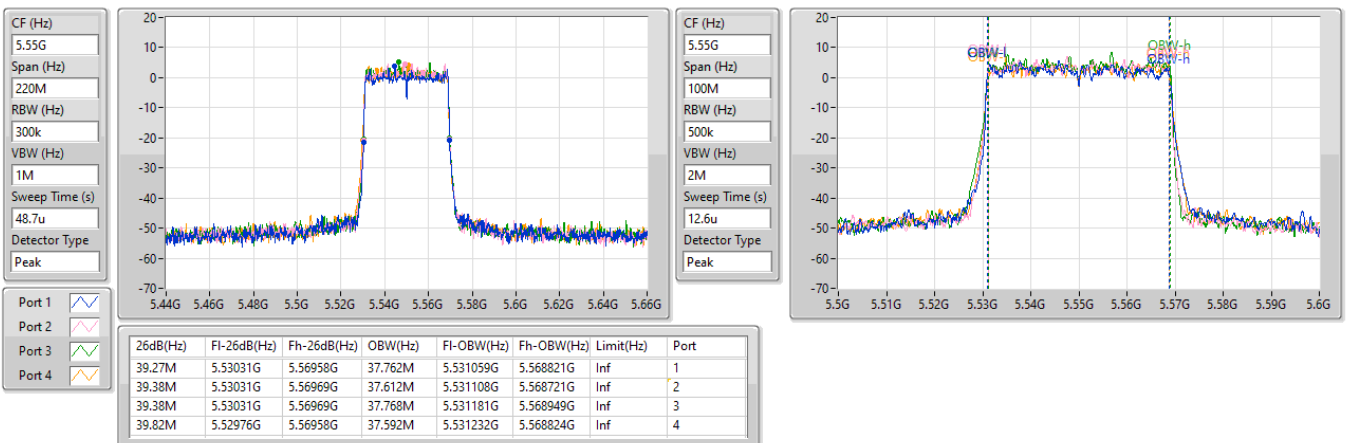 CF (Hz)
5.55G
Span (Hz)
220M
RBW (Hz)
300k
VBW (Hz)
1M
Sweep Time (s)
48.7u
Detector Type
Peak
20
10
0
-10
-20
-30
-40
-50
-60
-70
5.44G 5.46G 5.48G 5.5G 5.52G 5.54G 5.56G 5.58G 5.6G 5.62G 5.64G 5.66G
CF (Hz)
5.55G
Span (Hz)
100M
RBW (Hz)
500k
VBW (Hz)
2M
Sweep Time (s)
12.6u
Detector Type
Peak
20
10
0
-10
-20
-30
-40
-50
-60
-70
OBW-l
OBW-h
OBW-h
5.5G 5.51G 5.52G 5.53G 5.54G 5.55G 5.56G 5.57G 5.58G 5.59G 5.6G
Port 1
Port 2
Port 3
Port 4
26dB(Hz) Fl-26dB(Hz) Fh-26dB(Hz) OBW(Hz) Fl-OBW(Hz) Fh-OBW(Hz) Limit(Hz) Port
39.27M 5.53031G 5.56958G 37.762M 5.531059G 5.568821G Inf 1
39.38M 5.53031G 5.56969G 37.612M 5.531108G 5.568721G Inf 2
39.38M 5.53031G 5.56969G 37.768M 5.531181G 5.568949G Inf 3
39.82M 5.52976G 5.56958G 37.592M 5.531232G 5.568824G Inf 4